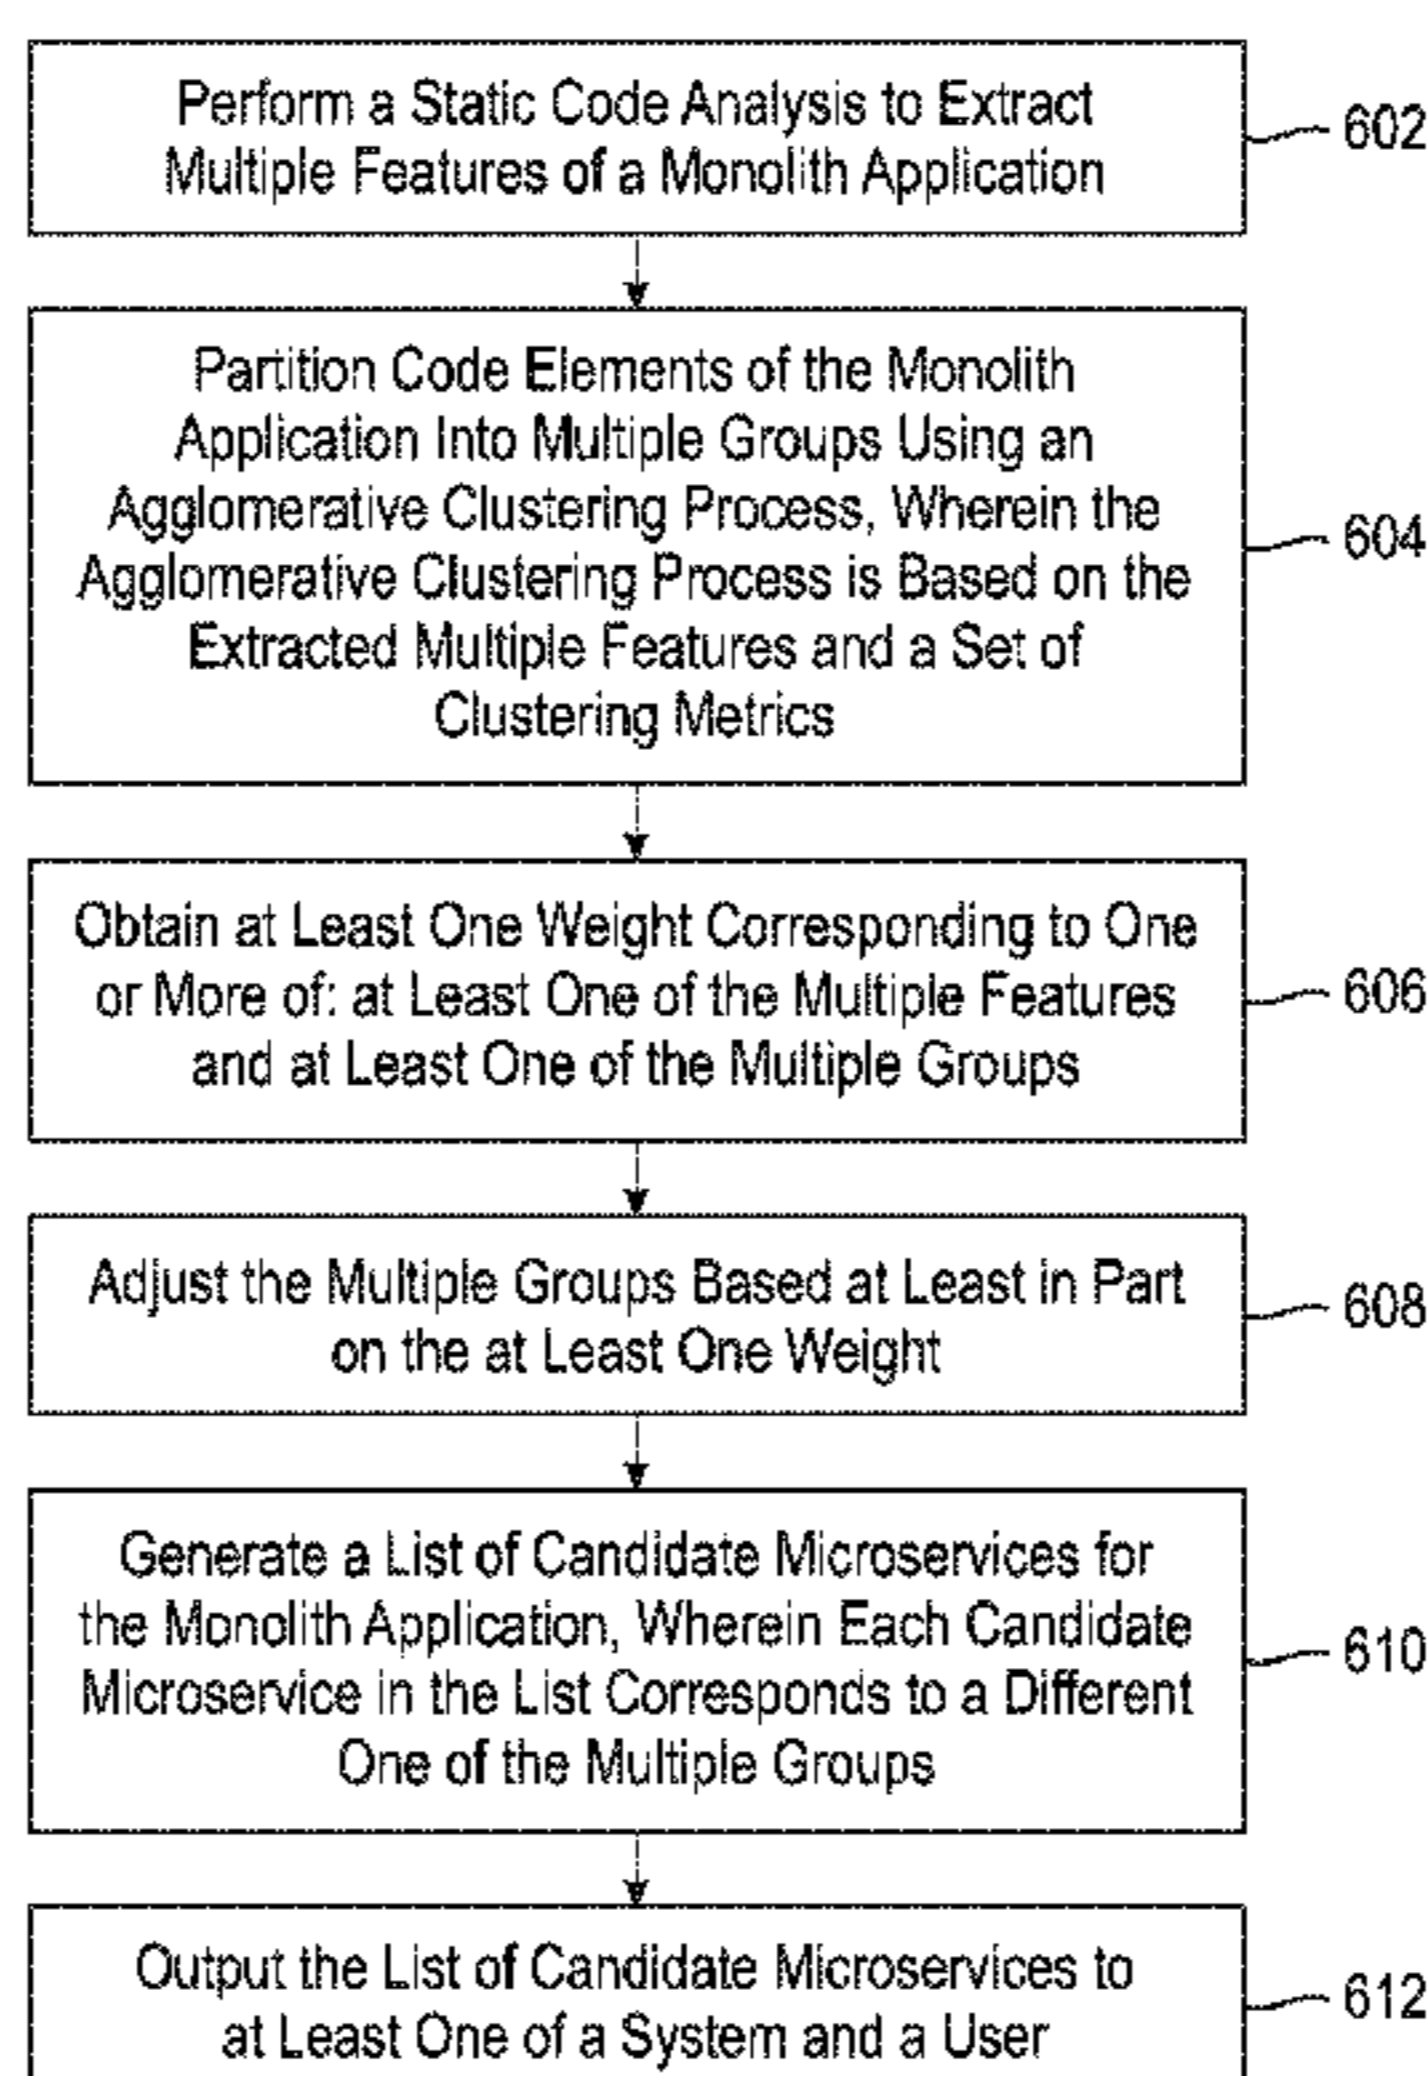 Perform a Static Code Analysis to Extract
Multiple Features of a Monolith Application
602
Partition Code Elements of the Monolith
Application Into Multiple Groups Using an
Agglomerative Clustering Process, Wherein the
Agglomerative Clustering Process is Based on the
Extracted Multiple Features and a Set of
Clustering Metrics
604
Obtain at Least One Weight Corresponding to One
or More of: at Least One of the Multiple Features
and at Least One of the Multiple Groups
606
Adjust the Multiple Groups Based at Least in Part
on the at Least One Weight
608
Generate a List of Candidate Microservices for
the Monolith Application, Wherein Each Candidate
Microservice in the List Corresponds to a Different
One of the Multiple Groups
610
Output the List of Candidate Microservices to
at Least One of a System and a User
612